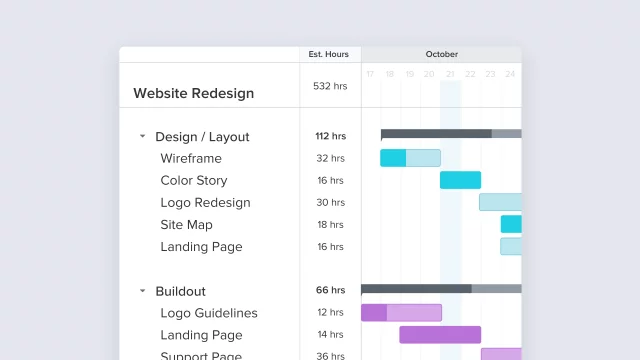 Est. Hours October
17 18 19 20 21 22 23 24
Website Redesign 532 hrs
Design / Layout 112 hrs
Wireframe 32 hrs
Color Story 16 hrs
Logo Redesign 30 hrs
Site Map 18 hrs
Landing Page 16 hrs
Buildout 66 hrs
Logo Guidelines 12 hrs
Landing Page 14 hrs
Support Page 36 hrs